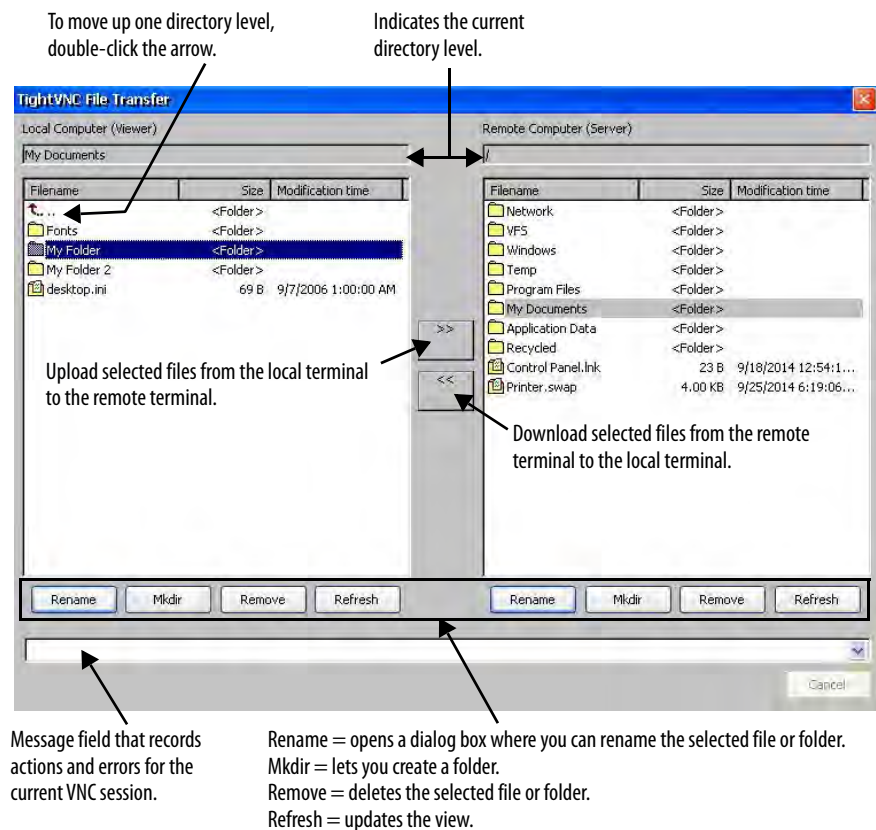 To move up one directory level,
double-click the arrow.
Indicates the current
directory level.
TightVNC File Transfer
Local Computer (Viewer)
Remote Computer (Server)
My Documents
/
Filename Size Modification time
.. <Folder>
Fonts <Folder>
My Folder <Folder>
My Folder 2 <Folder>
desktop.ini 69 B 9/7/2006 1:00:00 AM
Filename Size Modification time
Network <Folder>
VFS <Folder>
Windows <Folder>
Temp <Folder>
Program Files <Folder>
My Documents <Folder>
Application Data <Folder>
Recycled <Folder>
Control Panel.lnk 23 B 9/18/2014 12:54:1...
Printer.swap 4.00 KB 9/25/2014 6:19:06...
>>
<<
Upload selected files from the local terminal
to the remote terminal.
Download selected files from the remote
terminal to the local terminal.
Rename Mkdir Remove Refresh
Rename Mkdir Remove Refresh
Cancel
Message field that records
actions and errors for the
current VNC session.
Rename = opens a dialog box where you can rename the selected file or folder.
Mkdir = lets you create a folder.
Remove = deletes the selected file or folder.
Refresh = updates the view.